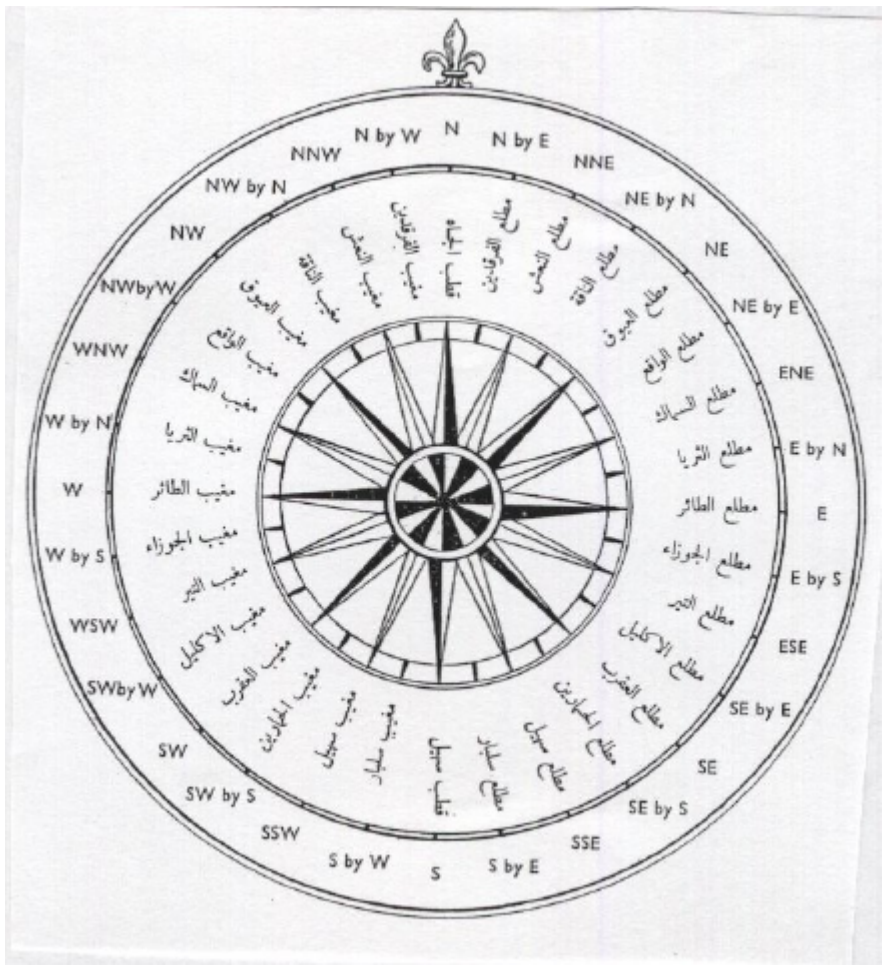 N
N by E
NNE
NE by N
NE
NE by E
ENE
E by N
E
E by S
ESE
SE by E
SE
SE by S
SSE
S by E
S
S by W
SSW
SW by S
SW
SWbyW
WSW
W by S
W
W by N
WNW
NWbyW
NW
NW by N
NNW
N by W
قطب الجاه
مطلع الفرقدين
مطلع النعش
مطلع الناقة
مطلع العيوق
مطلع الواقع
مطلع السماك
مطلع الثريا
مطلع الطائر
مطلع الجوزاء
مطلع التير
مطلع الاكليل
مطلع العقرب
مطلع الحمارين
مطلع سهيل
مطلع سلبار
قطب سهيل
مغيب سلبار
مغيب سهيل
مغيب الحمارين
مغيب العقرب
مغيب الاكليل
مغيب التير
مغيب الجوزاء
مغيب الطائر
مغيب الثريا
مغيب السماك
مغيب الواقع
مغيب العيوق
مغيب الناقة
مغيب النعش
مغيب الفرقدين